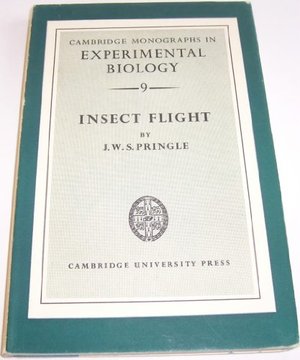 CAMBRIDGE MONOGRAPHS IN
EXPERIMENTAL
BIOLOGY
9
INSECT FLIGHT
BY
J.W.S. PRINGLE
CAMBRIDGE UNIVERSITY PRESS